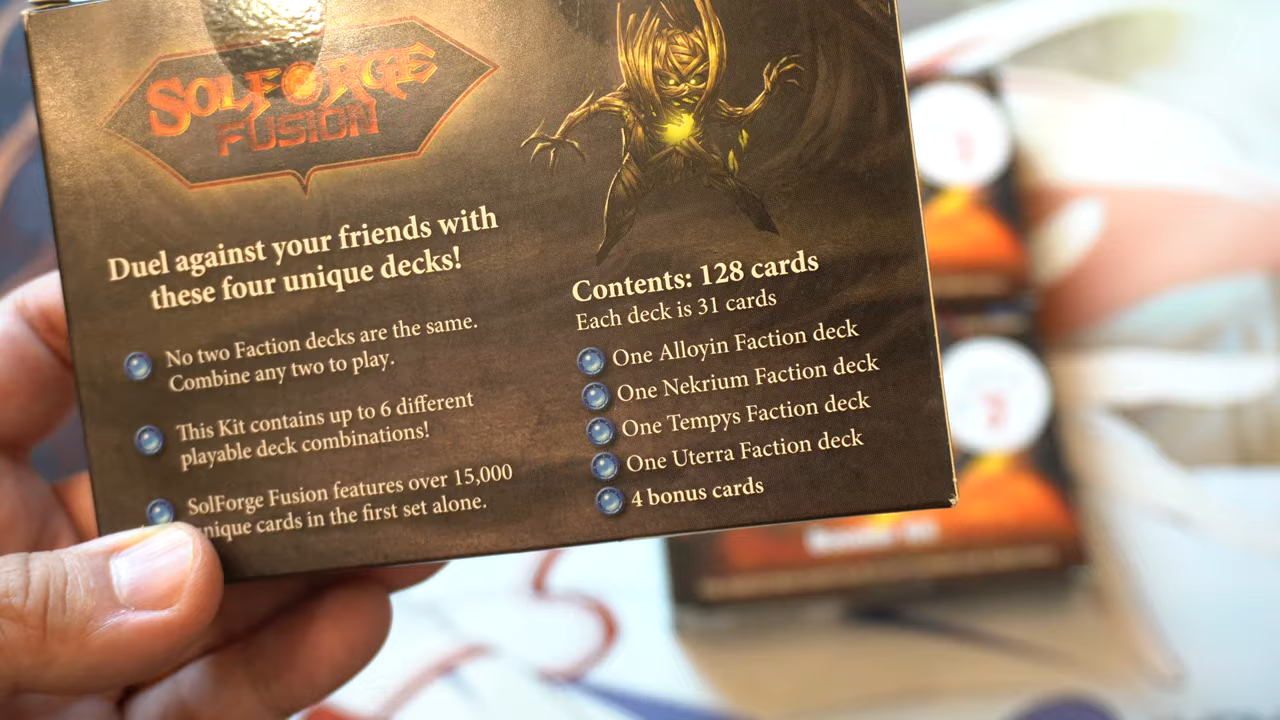 SOLFORGE
FUSION
Duel against your friends with
these four unique decks!
No two Faction decks are the same.
Combine any two to play.
This Kit contains up to 6 different
playable deck combinations!
SolForge Fusion features over 15,000
unique cards in the first set alone.
Contents: 128 cards
Each deck is 31 cards
One Alloyin Faction deck
One Nekrium Faction deck
One Tempys Faction deck
One Uterra Faction deck
4 bonus cards